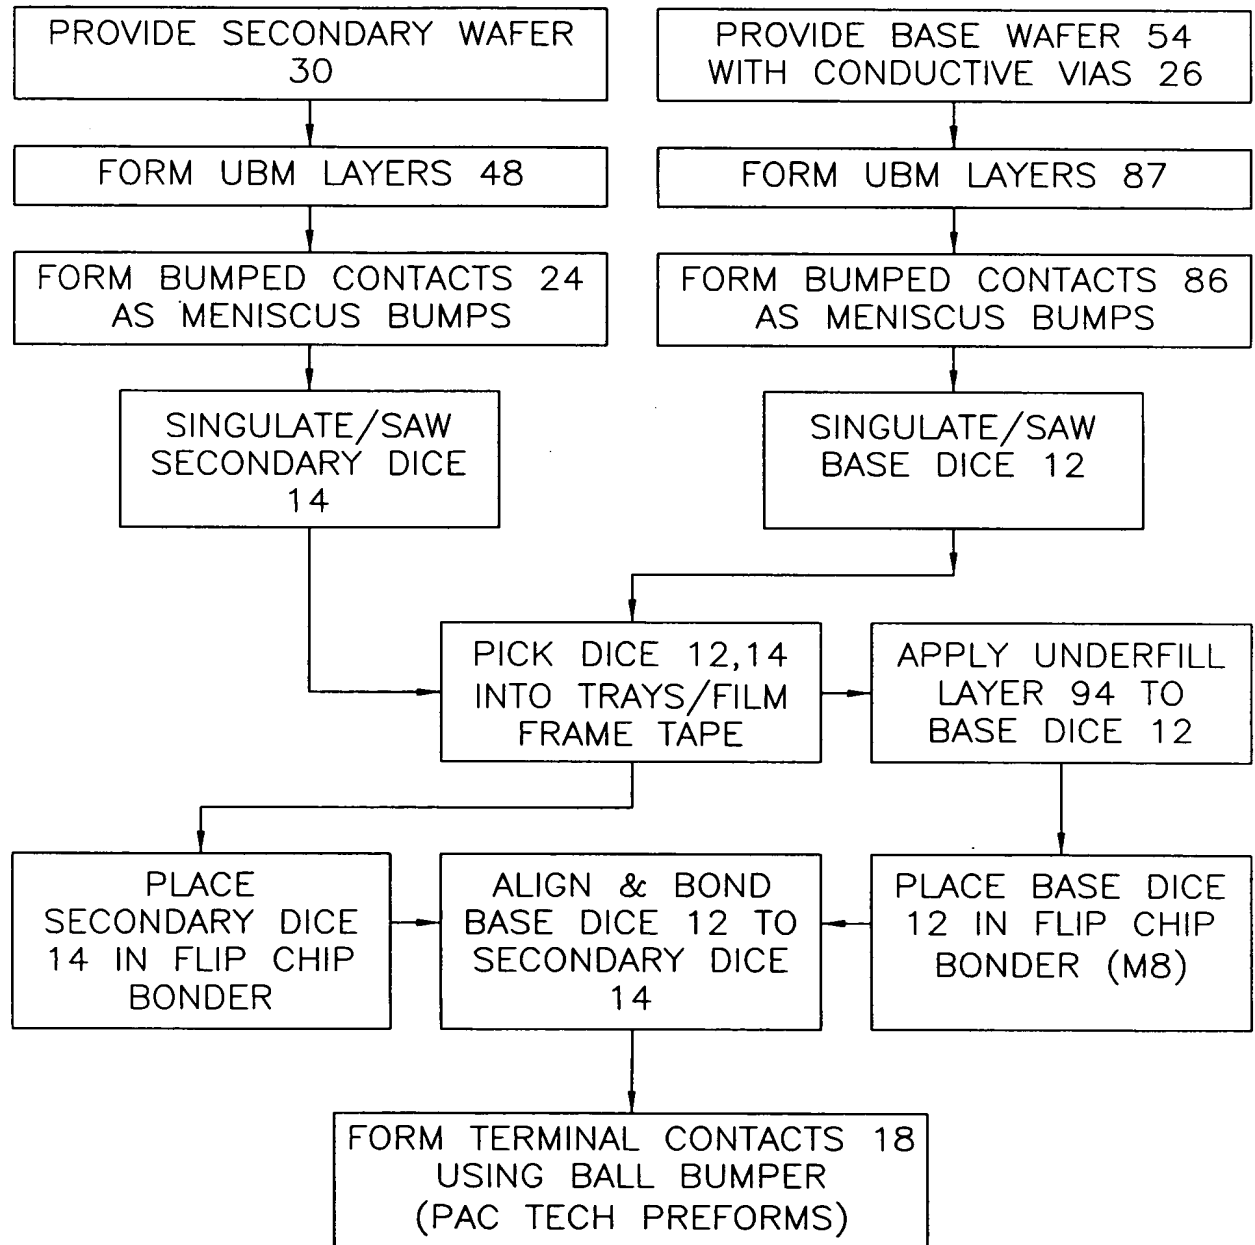 PROVIDE SECONDARY WAFER
30
PROVIDE BASE WAFER 54
WITH CONDUCTIVE VIAS 26
FORM UBM LAYERS 48
FORM UBM LAYERS 87
FORM BUMPED CONTACTS 24
AS MENISCUS BUMPS
FORM BUMPED CONTACTS 86
AS MENISCUS BUMPS
SINGULATE/SAW
SECONDARY DICE
14
SINGULATE/SAW
BASE DICE 12
PICK DICE 12,14
INTO TRAYS/FILM
FRAME TAPE
APPLY UNDERFILL
LAYER 94 TO
BASE DICE 12
PLACE
SECONDARY DICE
14 IN FLIP CHIP
BONDER
ALIGN & BOND
BASE DICE 12 TO
SECONDARY DICE
14
PLACE BASE DICE
12 IN FLIP CHIP
BONDER (M8)
FORM TERMINAL CONTACTS 18
USING BALL BUMPER
(PAC TECH PREFORMS)